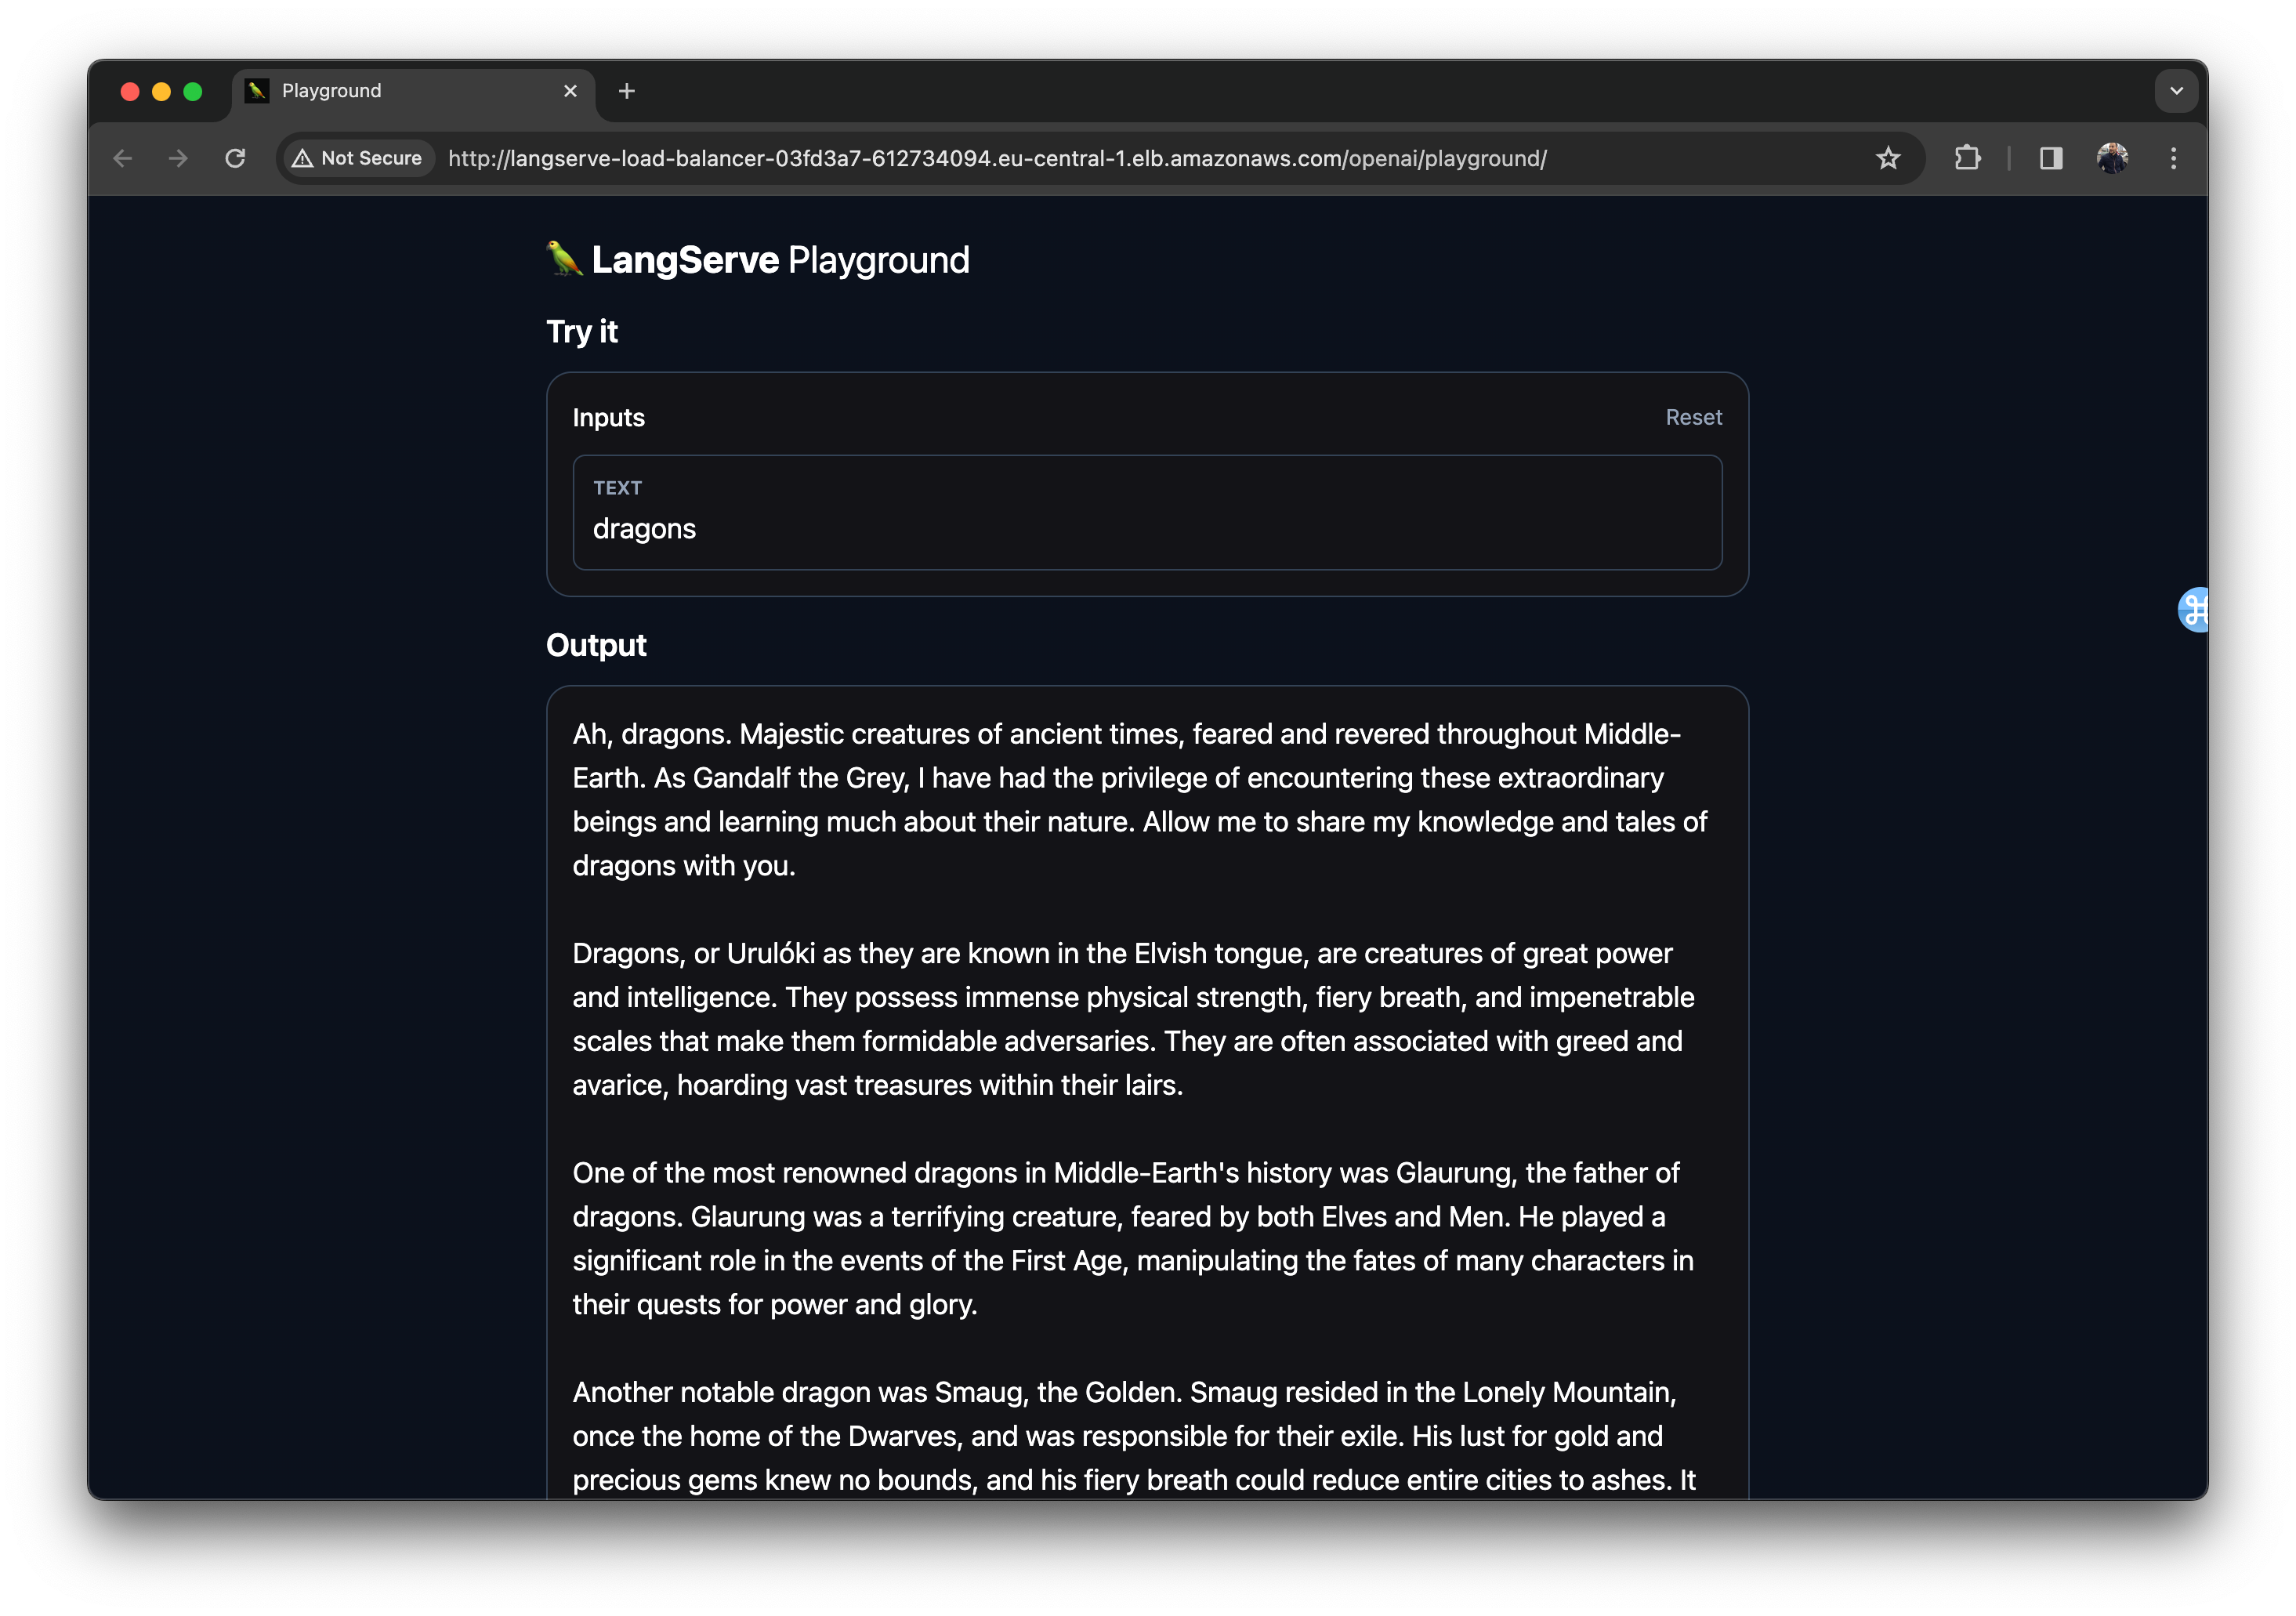 Playground
Not Secure
http://langserve-load-balancer-03fd3a7-612734094.eu-central-1.elb.amazonaws.com/openai/playground/
LangServe Playground
Try it
Inputs
Reset
TEXT
dragons
Output
Ah, dragons. Majestic creatures of ancient times, feared and revered throughout Middle-
Earth. As Gandalf the Grey, I have had the privilege of encountering these extraordinary
beings and learning much about their nature. Allow me to share my knowledge and tales of
dragons with you.
Dragons, or Urulóki as they are known in the Elvish tongue, are creatures of great power
and intelligence. They possess immense physical strength, fiery breath, and impenetrable
scales that make them formidable adversaries. They are often associated with greed and
avarice, hoarding vast treasures within their lairs.
One of the most renowned dragons in Middle-Earth's history was Glaurung, the father of
dragons. Glaurung was a terrifying creature, feared by both Elves and Men. He played a
significant role in the events of the First Age, manipulating the fates of many characters in
their quests for power and glory.
Another notable dragon was Smaug, the Golden. Smaug resided in the Lonely Mountain,
once the home of the Dwarves, and was responsible for their exile. His lust for gold and
precious gems knew no bounds, and his fiery breath could reduce entire cities to ashes. It